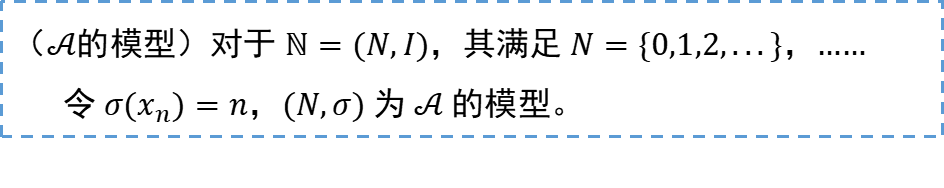 （𝒜的模型）对于 ℕ = (N, I)，其满足 N = {0,1,2,...}，……
令 σ(xₙ) = n，(N, σ) 为 𝒜 的模型。